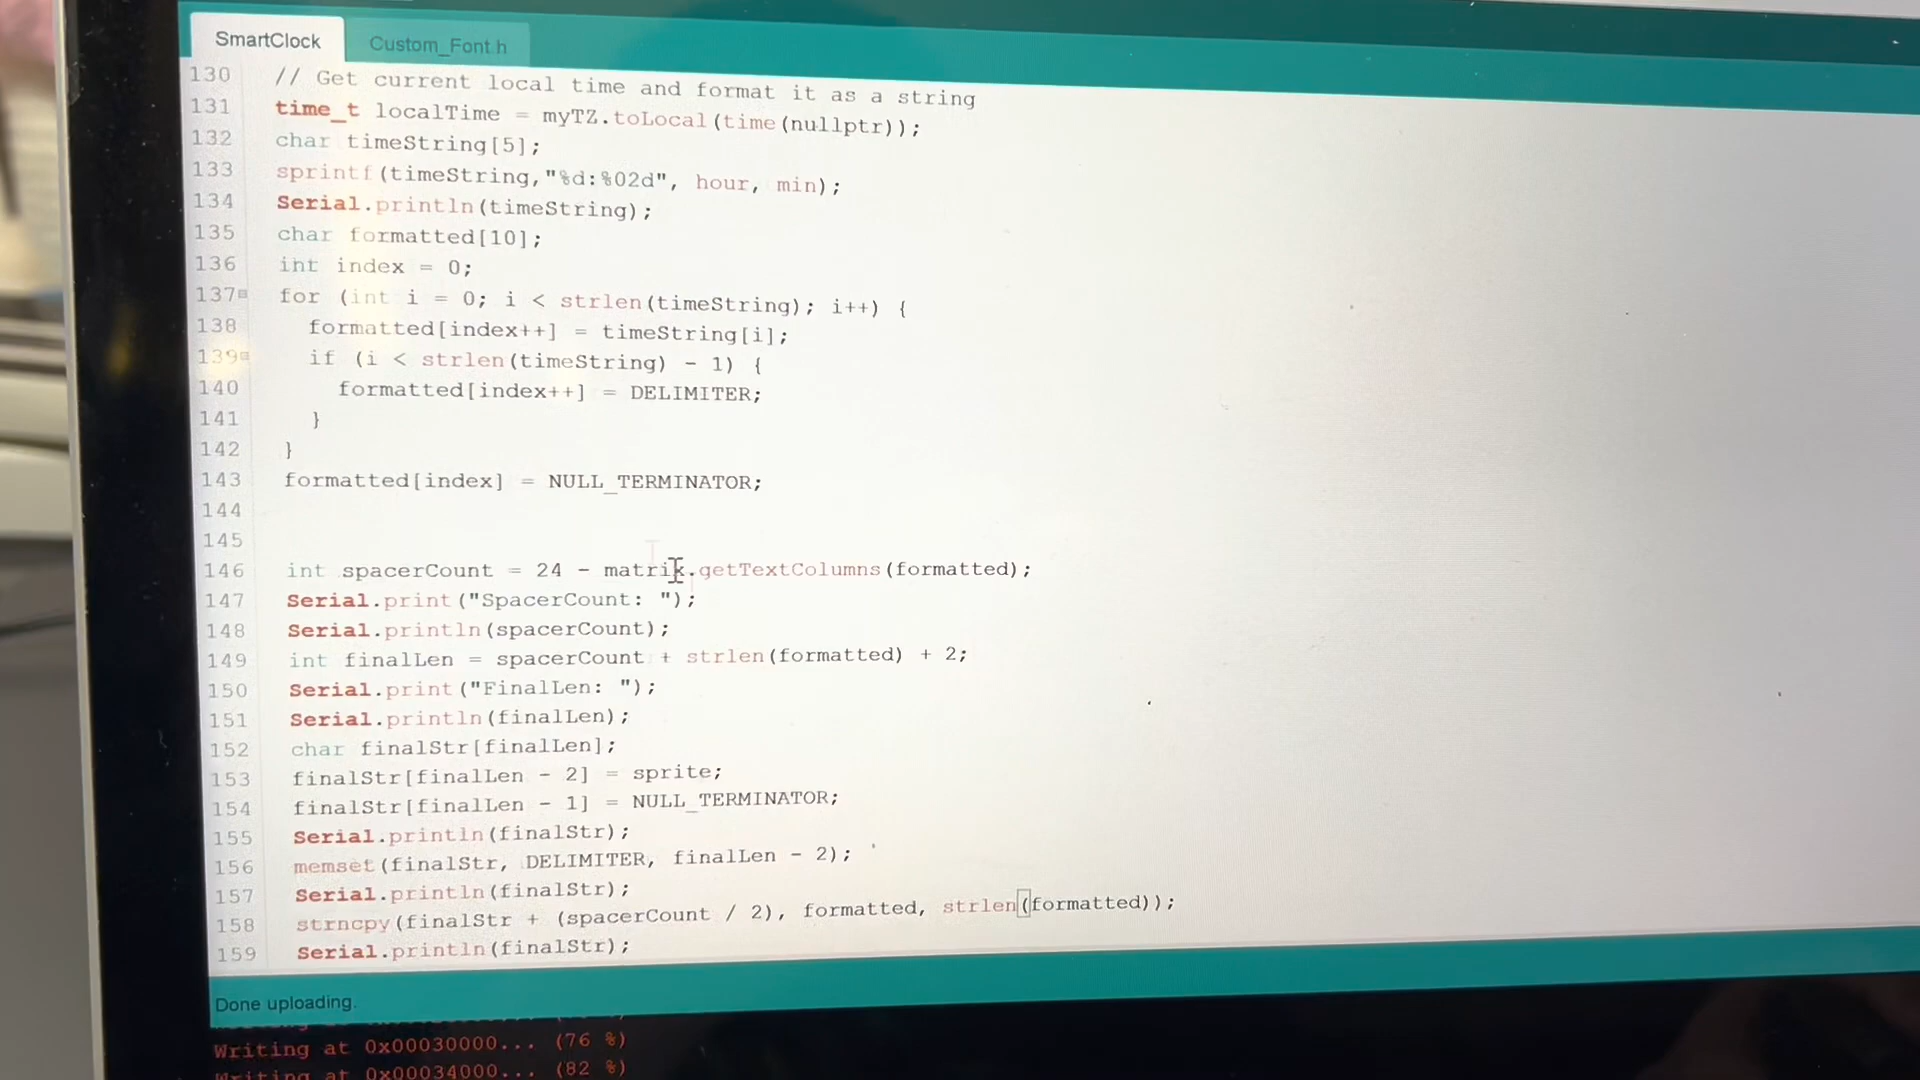 SmartClock
Custom_Font.h
130 // Get current local time and format it as a string
131 time_t localTime = myTZ.toLocal(time(nullptr));
132 char timeString[5];
133 sprintf(timeString,"%d:%02d", hour, min);
134 Serial.println(timeString);
135 char formatted[10];
136 int index = 0;
137 for (int i = 0; i < strlen(timeString); i++) {
138 formatted[index++] = timeString[i];
139 if (i < strlen(timeString) - 1) {
140 formatted[index++] = DELIMITER;
141 }
142 }
143 formatted[index] = NULL_TERMINATOR;
144
145
146 int spacerCount = 24 - matrix.getTextColumns(formatted);
147 Serial.print("SpacerCount: ");
148 Serial.println(spacerCount);
149 int finalLen = spacerCount + strlen(formatted) + 2;
150 Serial.print("FinalLen: ");
151 Serial.println(finalLen);
152 char finalStr[finalLen];
153 finalStr[finalLen - 2] = sprite;
154 finalStr[finalLen - 1] = NULL_TERMINATOR;
155 Serial.println(finalStr);
156 memset(finalStr, DELIMITER, finalLen - 2);
157 Serial.println(finalStr);
158 strncpy(finalStr + (spacerCount / 2), formatted, strlen(formatted));
159 Serial.println(finalStr);
Done uploading.
Writing at 0x00030000... (76 %)
Writing at 0x00034000... (82 %)